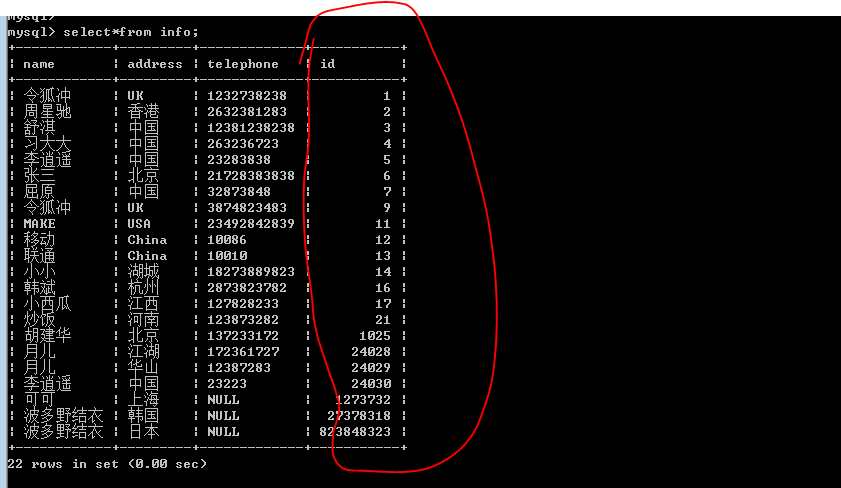 mysql>
mysql> select*from info;
| name | address | telephone | id |
| 令狐冲 | UK | 1232738238 | 1 |
| 周星驰 | 香港 | 2632381283 | 2 |
| 舒淇 | 中国 | 12381238238 | 3 |
| 习大大 | 中国 | 263236723 | 4 |
| 李逍遥 | 中国 | 23283838 | 5 |
| 张三 | 北京 | 21728383838 | 6 |
| 屈原 | 中国 | 32873848 | 7 |
| 令狐冲 | UK | 3874823483 | 9 |
| MAKE | USA | 23492842839 | 11 |
| 移动 | China | 10086 | 12 |
| 联通 | China | 10010 | 13 |
| 小小 | 湖城 | 18273889823 | 14 |
| 韩斌 | 杭州 | 2873823782 | 16 |
| 小西瓜 | 江西 | 127828233 | 17 |
| 炒饭 | 河南 | 123873282 | 21 |
| 胡建华 | 北京 | 137233172 | 1025 |
| 月儿 | 江湖 | 172361727 | 24028 |
| 月儿 | 华山 | 12387283 | 24029 |
| 李逍遥 | 中国 | 23223 | 24030 |
| 可可 | 上海 | NULL | 1273732 |
| 波多野结衣 | 韩国 | NULL | 27378318 |
| 波多野结衣 | 日本 | NULL | 823848323 |
22 rows in set (0.00 sec)